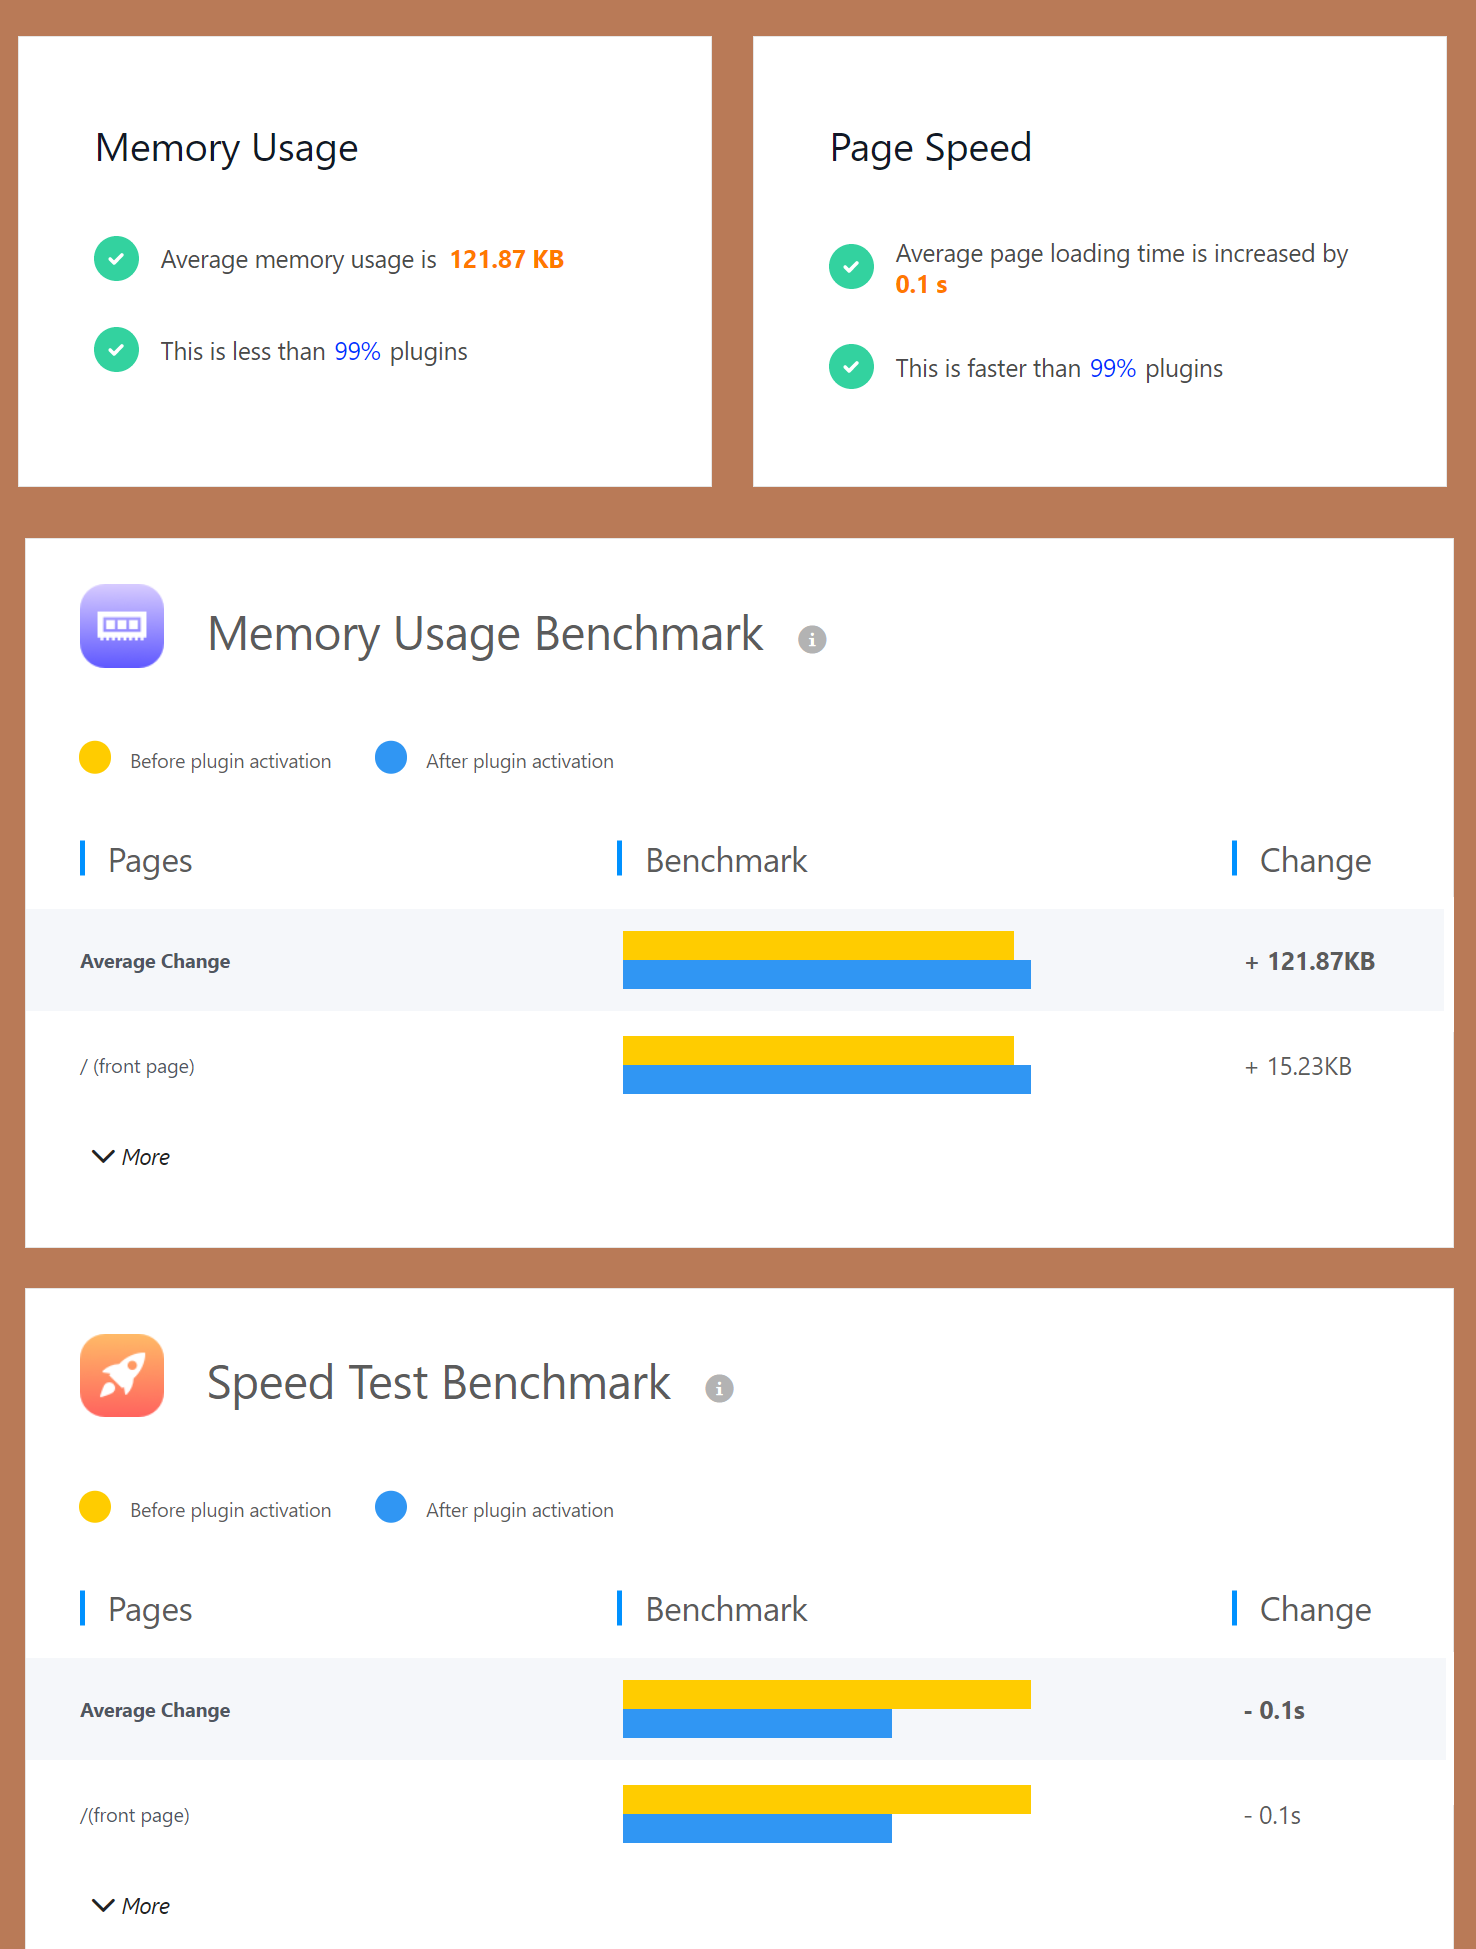 Memory Usage
Average memory usage is 121.87 KB
This is less than 99% plugins
Page Speed
Average page loading time is increased by
0.1 s
This is faster than 99% plugins
Memory Usage Benchmark
Before plugin activation After plugin activation
Pages Benchmark Change
Average Change + 121.87KB
/ (front page) + 15.23KB
More
Speed Test Benchmark
Before plugin activation After plugin activation
Pages Benchmark Change
Average Change - 0.1s
/(front page) - 0.1s
More